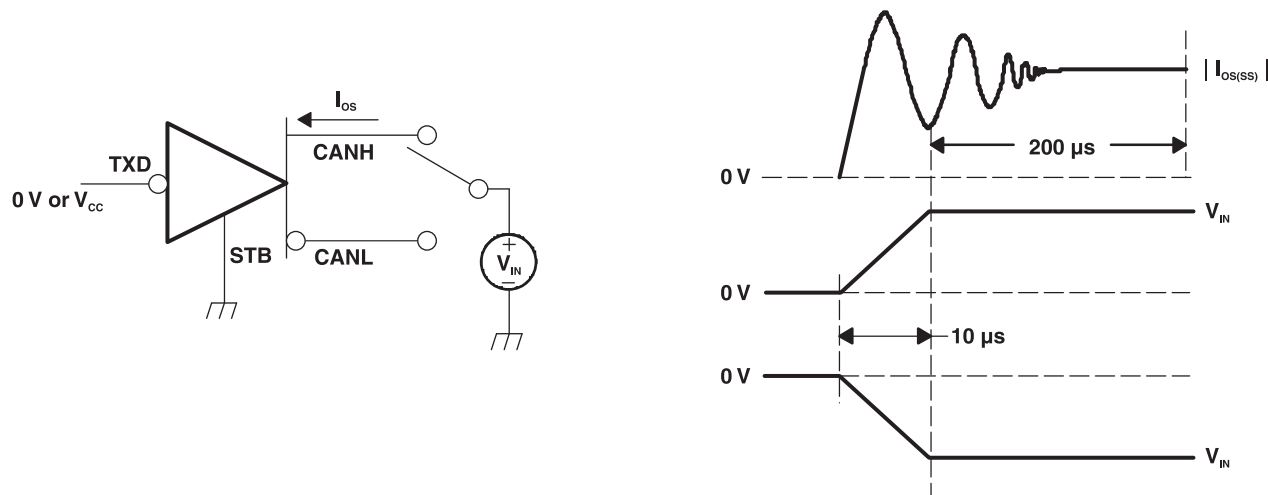 I_OS
TXD
CANH
0 V or V_CC
STB
CANL
+
V_IN
−
| I_OS(SS) |
200 µs
0 V
V_IN
0 V
10 µs
0 V
V_IN